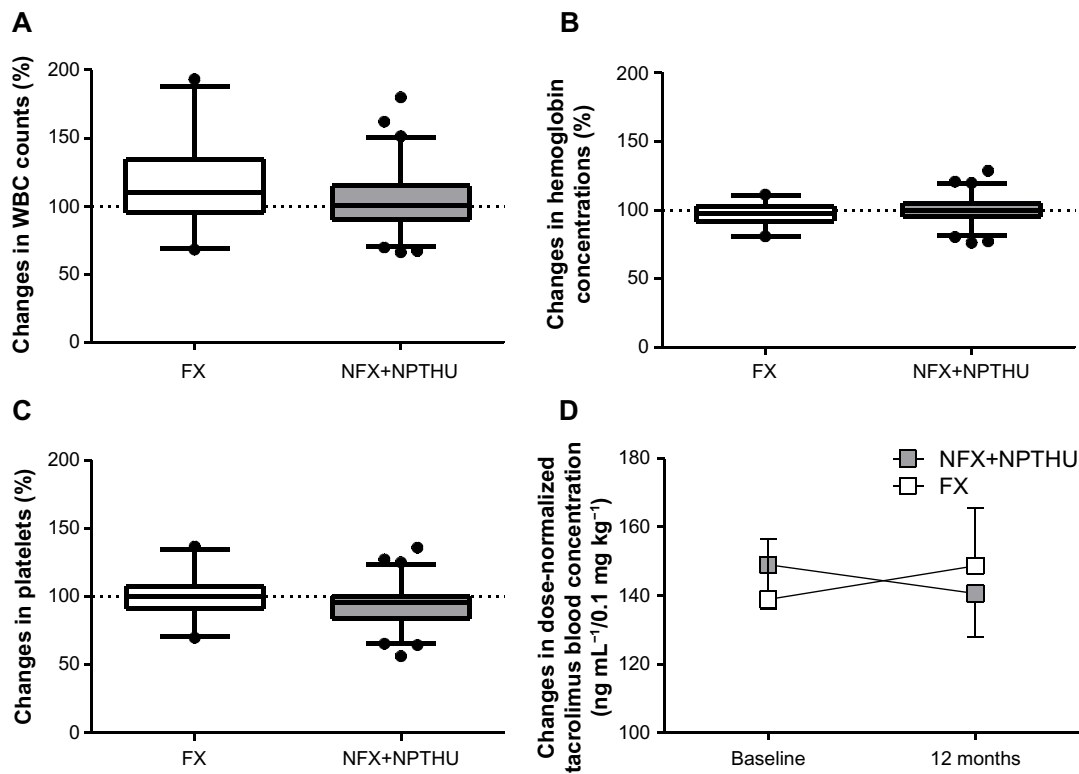 A
Changes in WBC counts (%)
200
150
100
50
0
FX
NFX+NPTHU
B
Changes in hemoglobin
concentrations (%)
200
150
100
50
0
FX
NFX+NPTHU
C
Changes in platelets (%)
200
150
100
50
0
FX
NFX+NPTHU
D
Changes in dose-normalized
tacrolimus blood concentration
(ng mL⁻¹/0.1 mg kg⁻¹)
180
160
140
120
100
NFX+NPTHU
FX
Baseline
12 months